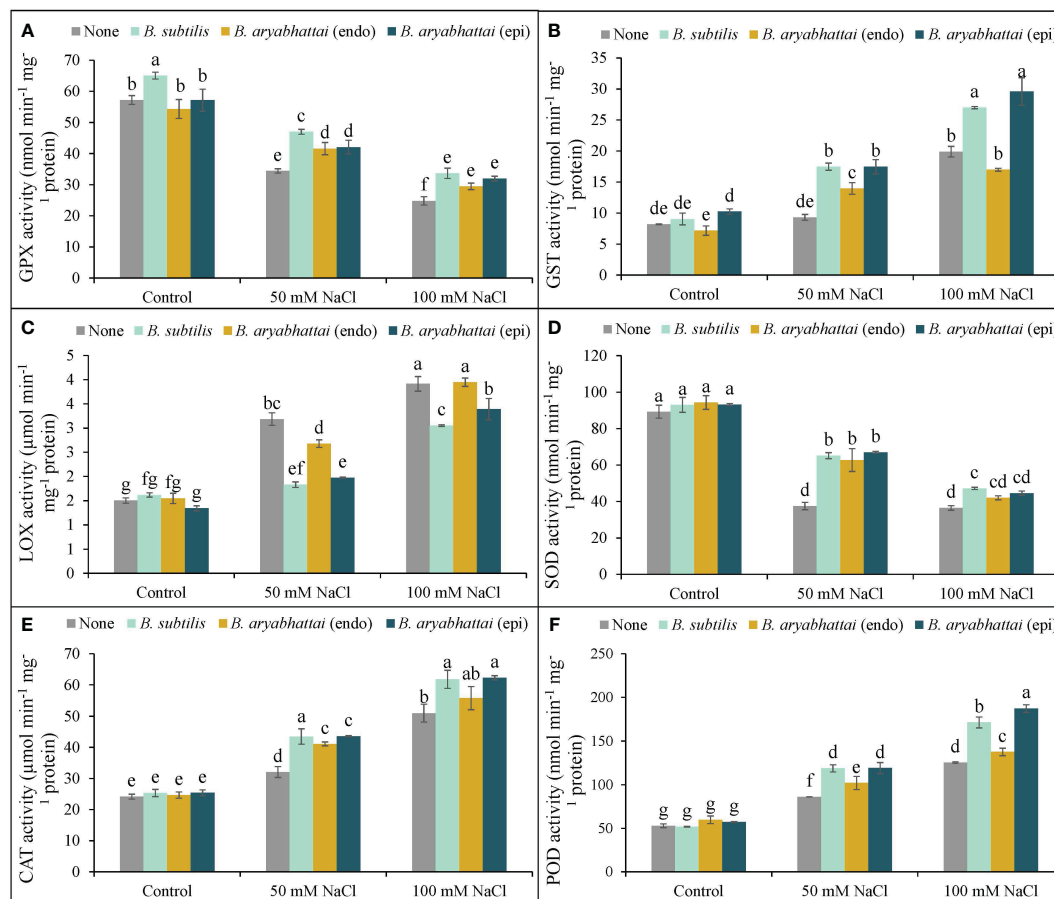 A
None B. subtilis B. aryabhattai (endo) B. aryabhattai (epi)
GPX activity (nmol min-1 mg-
1 protein)
70
60
50
40
30
20
10
0
b a b b
e c d d
f e e e
Control 50 mM NaCl 100 mM NaCl
B
None B. subtilis B. aryabhattai (endo) B. aryabhattai (epi)
GST activity (nmol min-1 mg-
1 protein)
35
30
25
20
15
10
5
0
de de e d
de b c b
b a b a
Control 50 mM NaCl 100 mM NaCl
C
None B. subtilis B. aryabhattai (endo) B. aryabhattai (epi)
LOX activity (µmol min-1
mg-1 protein)
5
4
4
3
3
2
2
1
1
0
g fg fg g
bc ef d e
a c a b
Control 50 mM NaCl 100 mM NaCl
D
None B. subtilis B. aryabhattai (endo) B. aryabhattai (epi)
SOD activity (nmol min-1 mg-
1 protein)
120
100
80
60
40
20
0
a a a a
d b b b
d c cd cd
Control 50 mM NaCl 100 mM NaCl
E
None B. subtilis B. aryabhattai (endo) B. aryabhattai (epi)
CAT activity (µmol min-1 mg-
1 protein)
70
60
50
40
30
20
10
0
e e e e
d a c c
b a ab a
Control 50 mM NaCl 100 mM NaCl
F
None B. subtilis B. aryabhattai (endo) B. aryabhattai (epi)
POD activity (nmol min-1 mg-
1 protein)
250
200
150
100
50
0
g g g g
f d e d
d b c a
Control 50 mM NaCl 100 mM NaCl